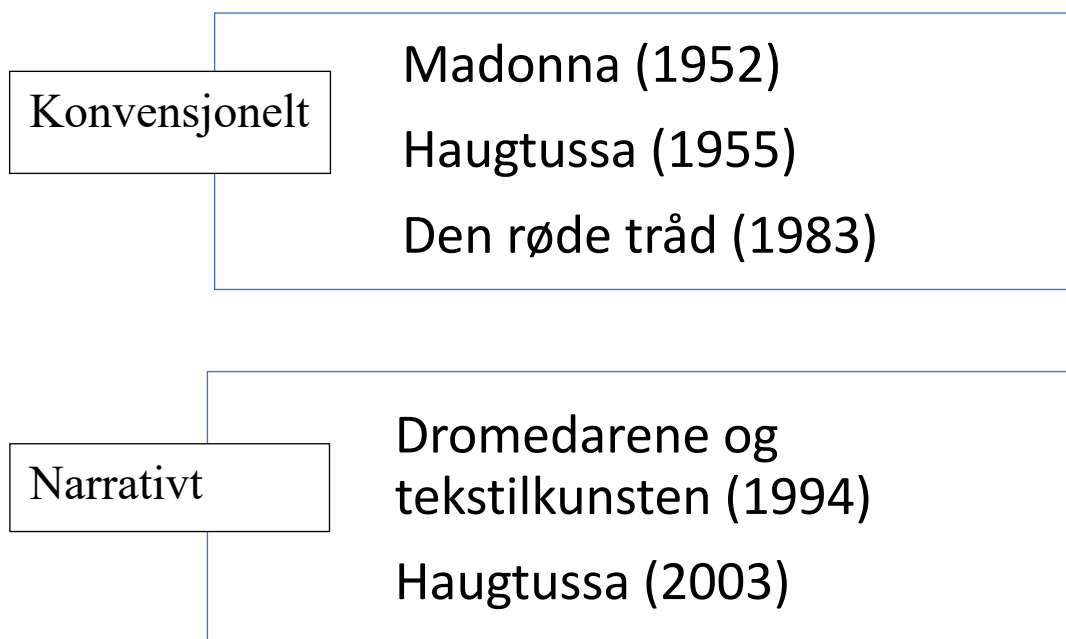 Konvensjonelt
Madonna (1952)
Haugtussa (1955)
Den røde tråd (1983)
Narrativt
Dromedarene og
tekstilkunsten (1994)
Haugtussa (2003)